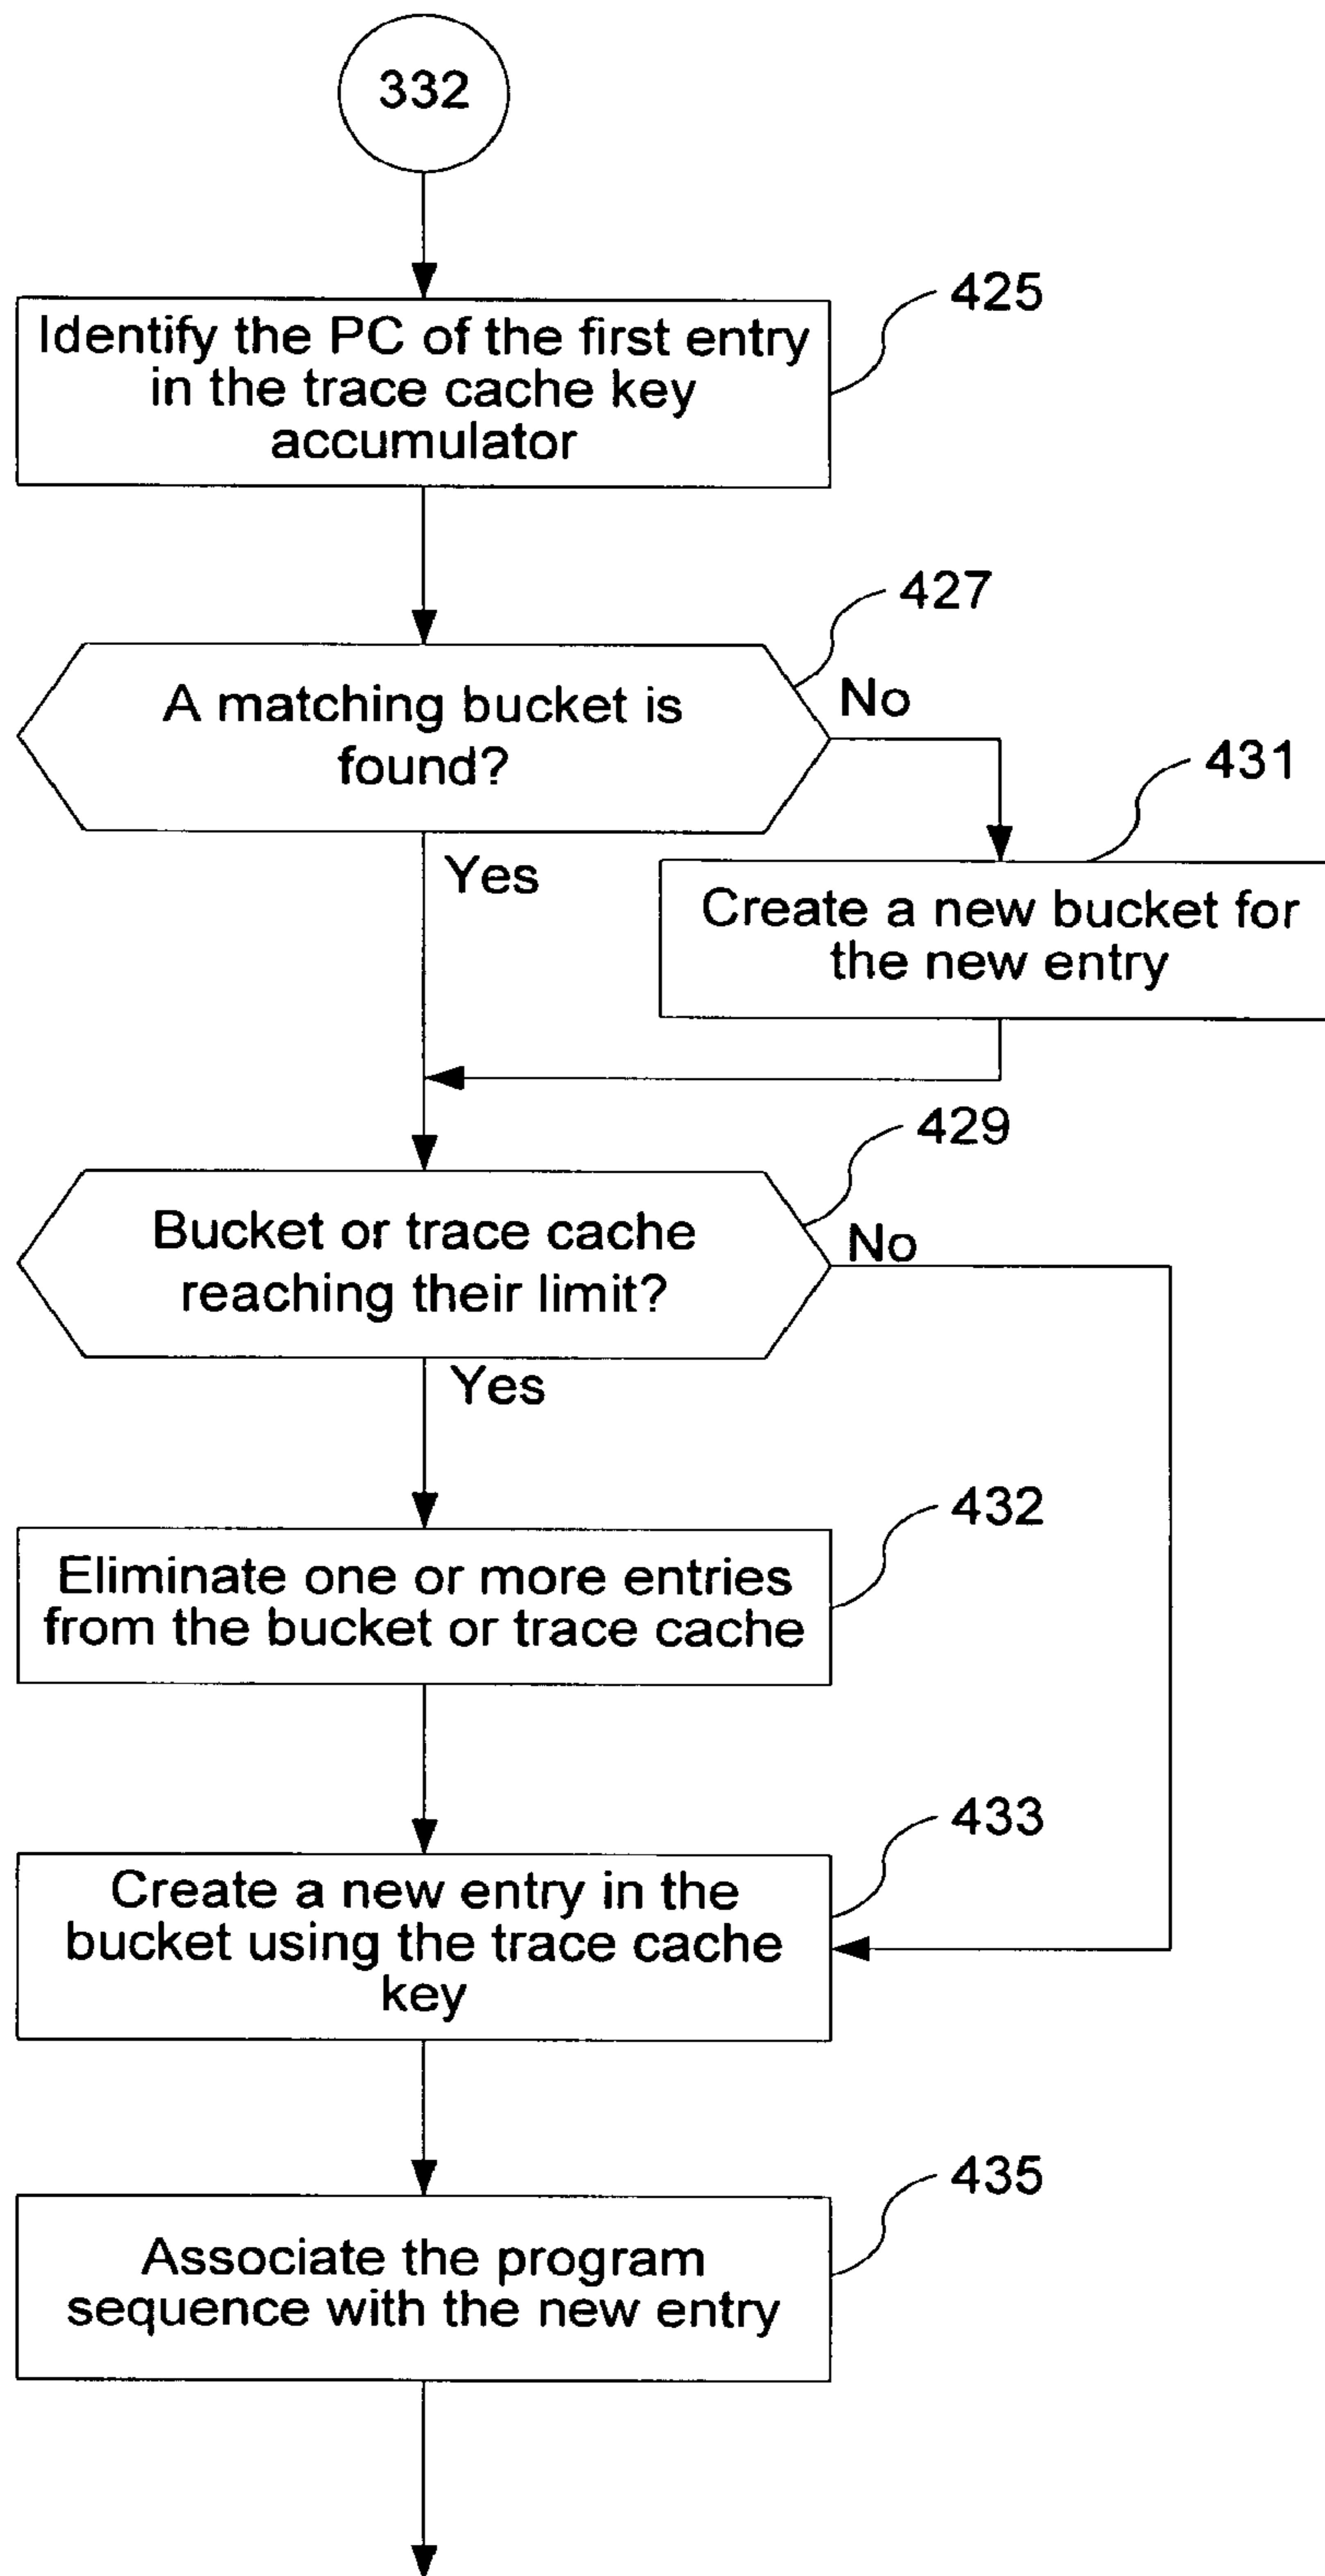 332
425
Identify the PC of the first entry
in the trace cache key
accumulator
427
A matching bucket is
found?
No
431
Yes
Create a new bucket for
the new entry
429
Bucket or trace cache
reaching their limit?
No
Yes
432
Eliminate one or more entries
from the bucket or trace cache
433
Create a new entry in the
bucket using the trace cache
key
435
Associate the program
sequence with the new entry